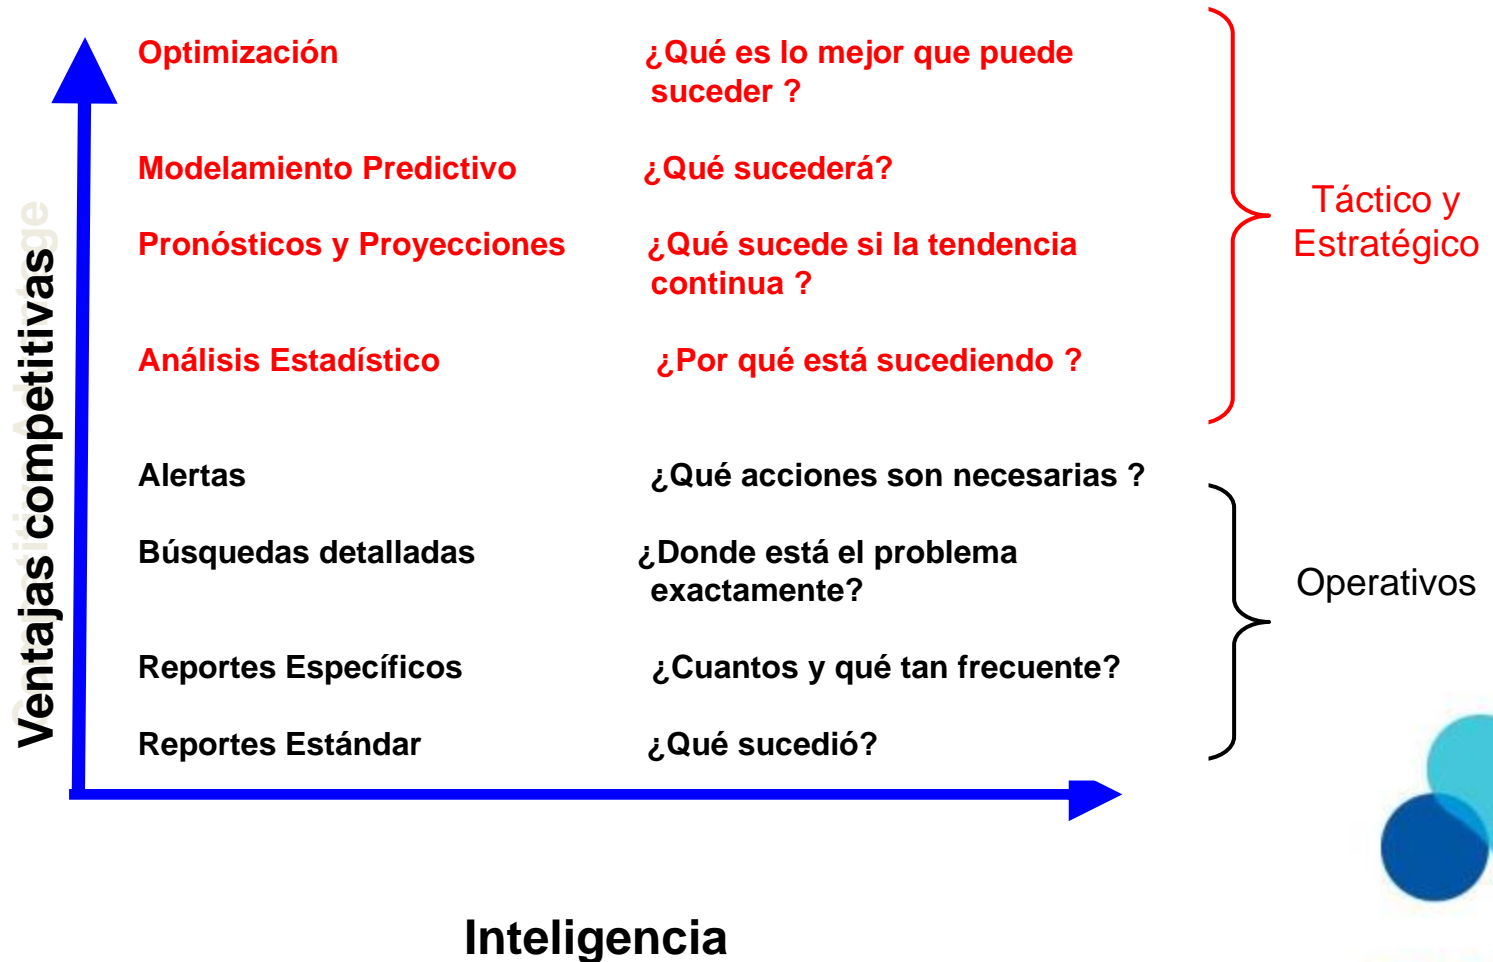 Optimización ¿Qué es lo mejor que puede
suceder ?
Modelamiento Predictivo ¿Qué sucederá?
Pronósticos y Proyecciones ¿Qué sucede si la tendencia
continua ?
Análisis Estadístico ¿Por qué está sucediendo ?
Táctico y
Estratégico
Alertas ¿Qué acciones son necesarias ?
Búsquedas detalladas ¿Donde está el problema
exactamente?
Reportes Específicos ¿Cuantos y qué tan frecuente?
Reportes Estándar ¿Qué sucedió?
Operativos
Ventajas competitivas
Inteligencia